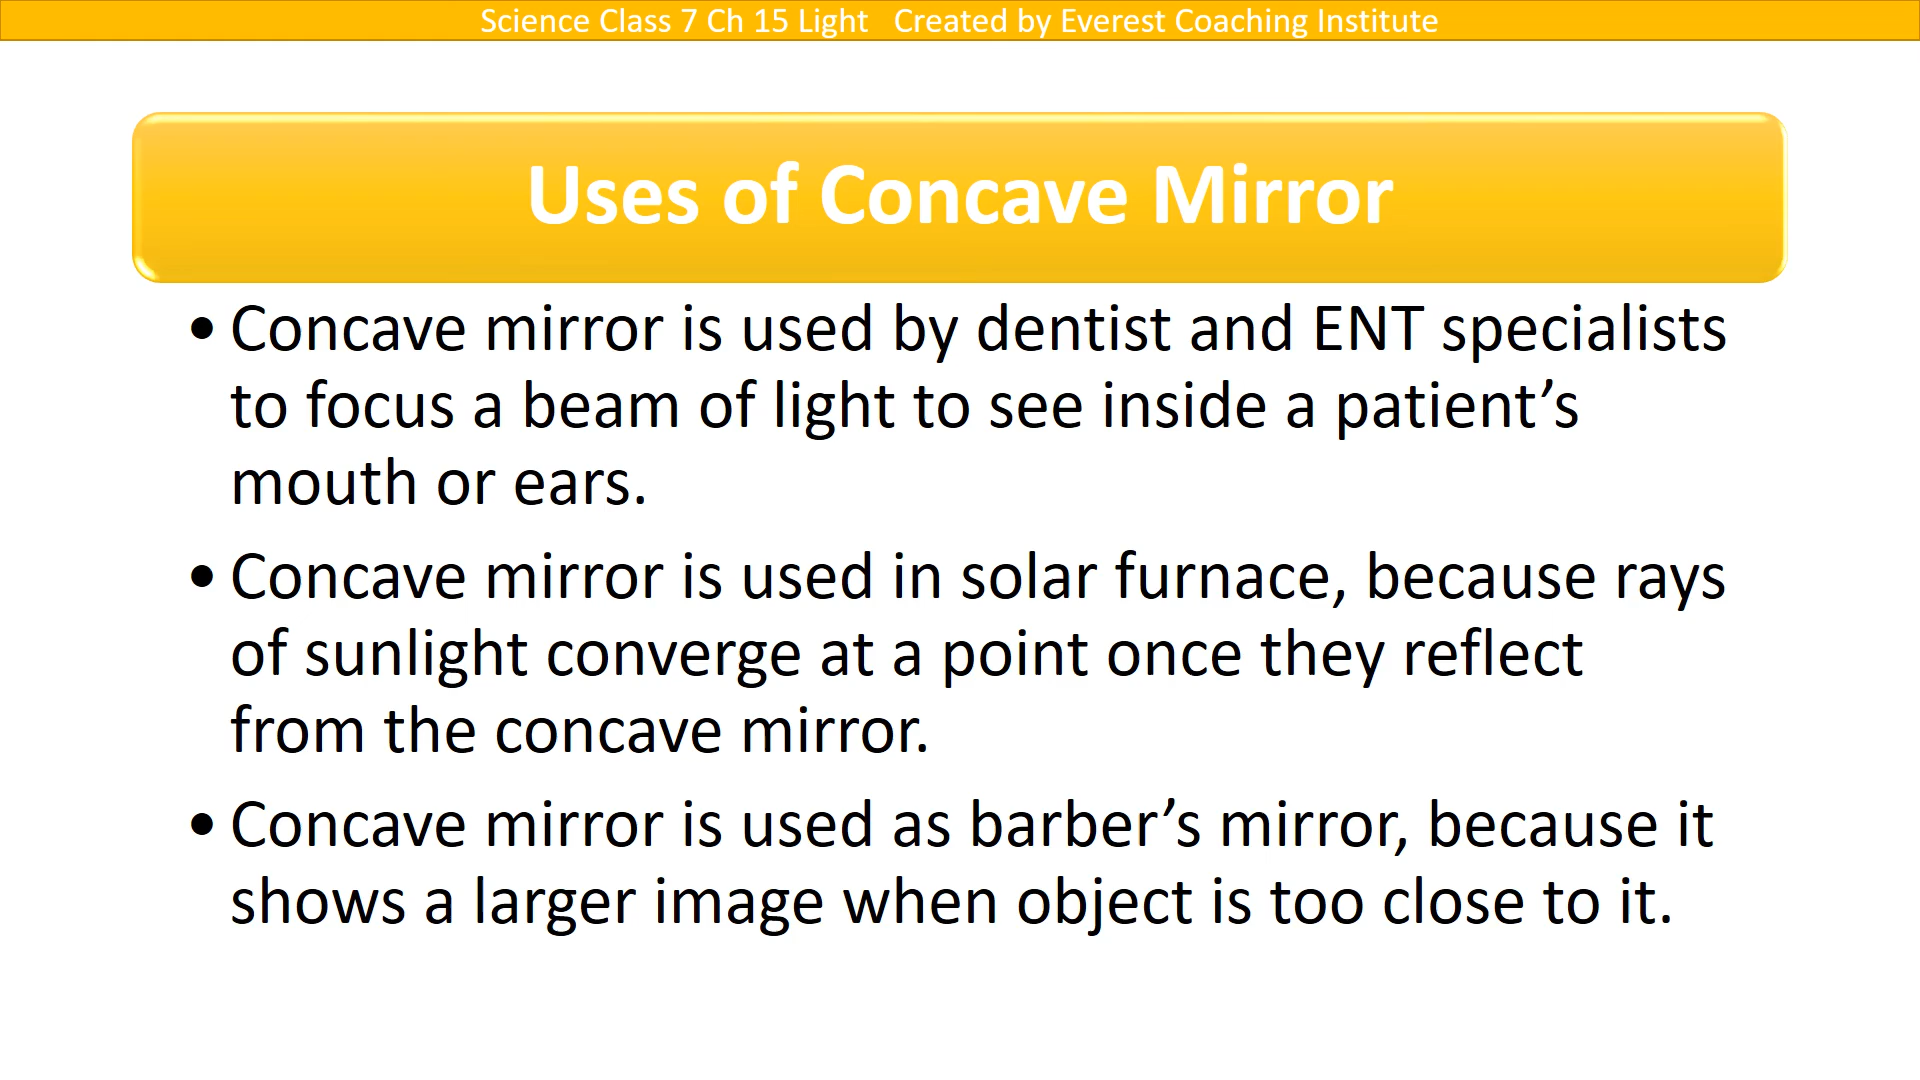 Science Class 7 Ch 15 Light   Created by Everest Coaching Institute
Uses of Concave Mirror
• Concave mirror is used by dentist and ENT specialists
to focus a beam of light to see inside a patient’s
mouth or ears.
• Concave mirror is used in solar furnace, because rays
of sunlight converge at a point once they reflect
from the concave mirror.
• Concave mirror is used as barber’s mirror, because it
shows a larger image when object is too close to it.